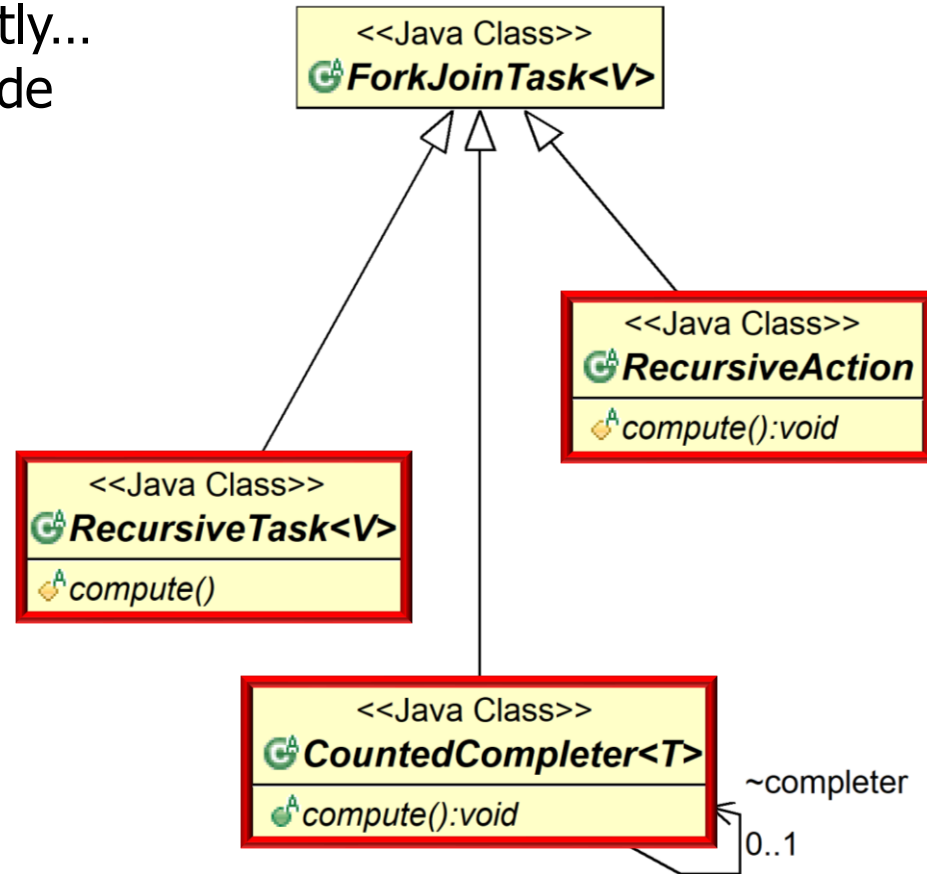 tly...
de
<<Java Class>>
ForkJoinTask<V>
<<Java Class>>
RecursiveAction
compute():void
<<Java Class>>
RecursiveTask<V>
compute()
<<Java Class>>
CountedCompleter<T>
compute():void
~completer
0..1